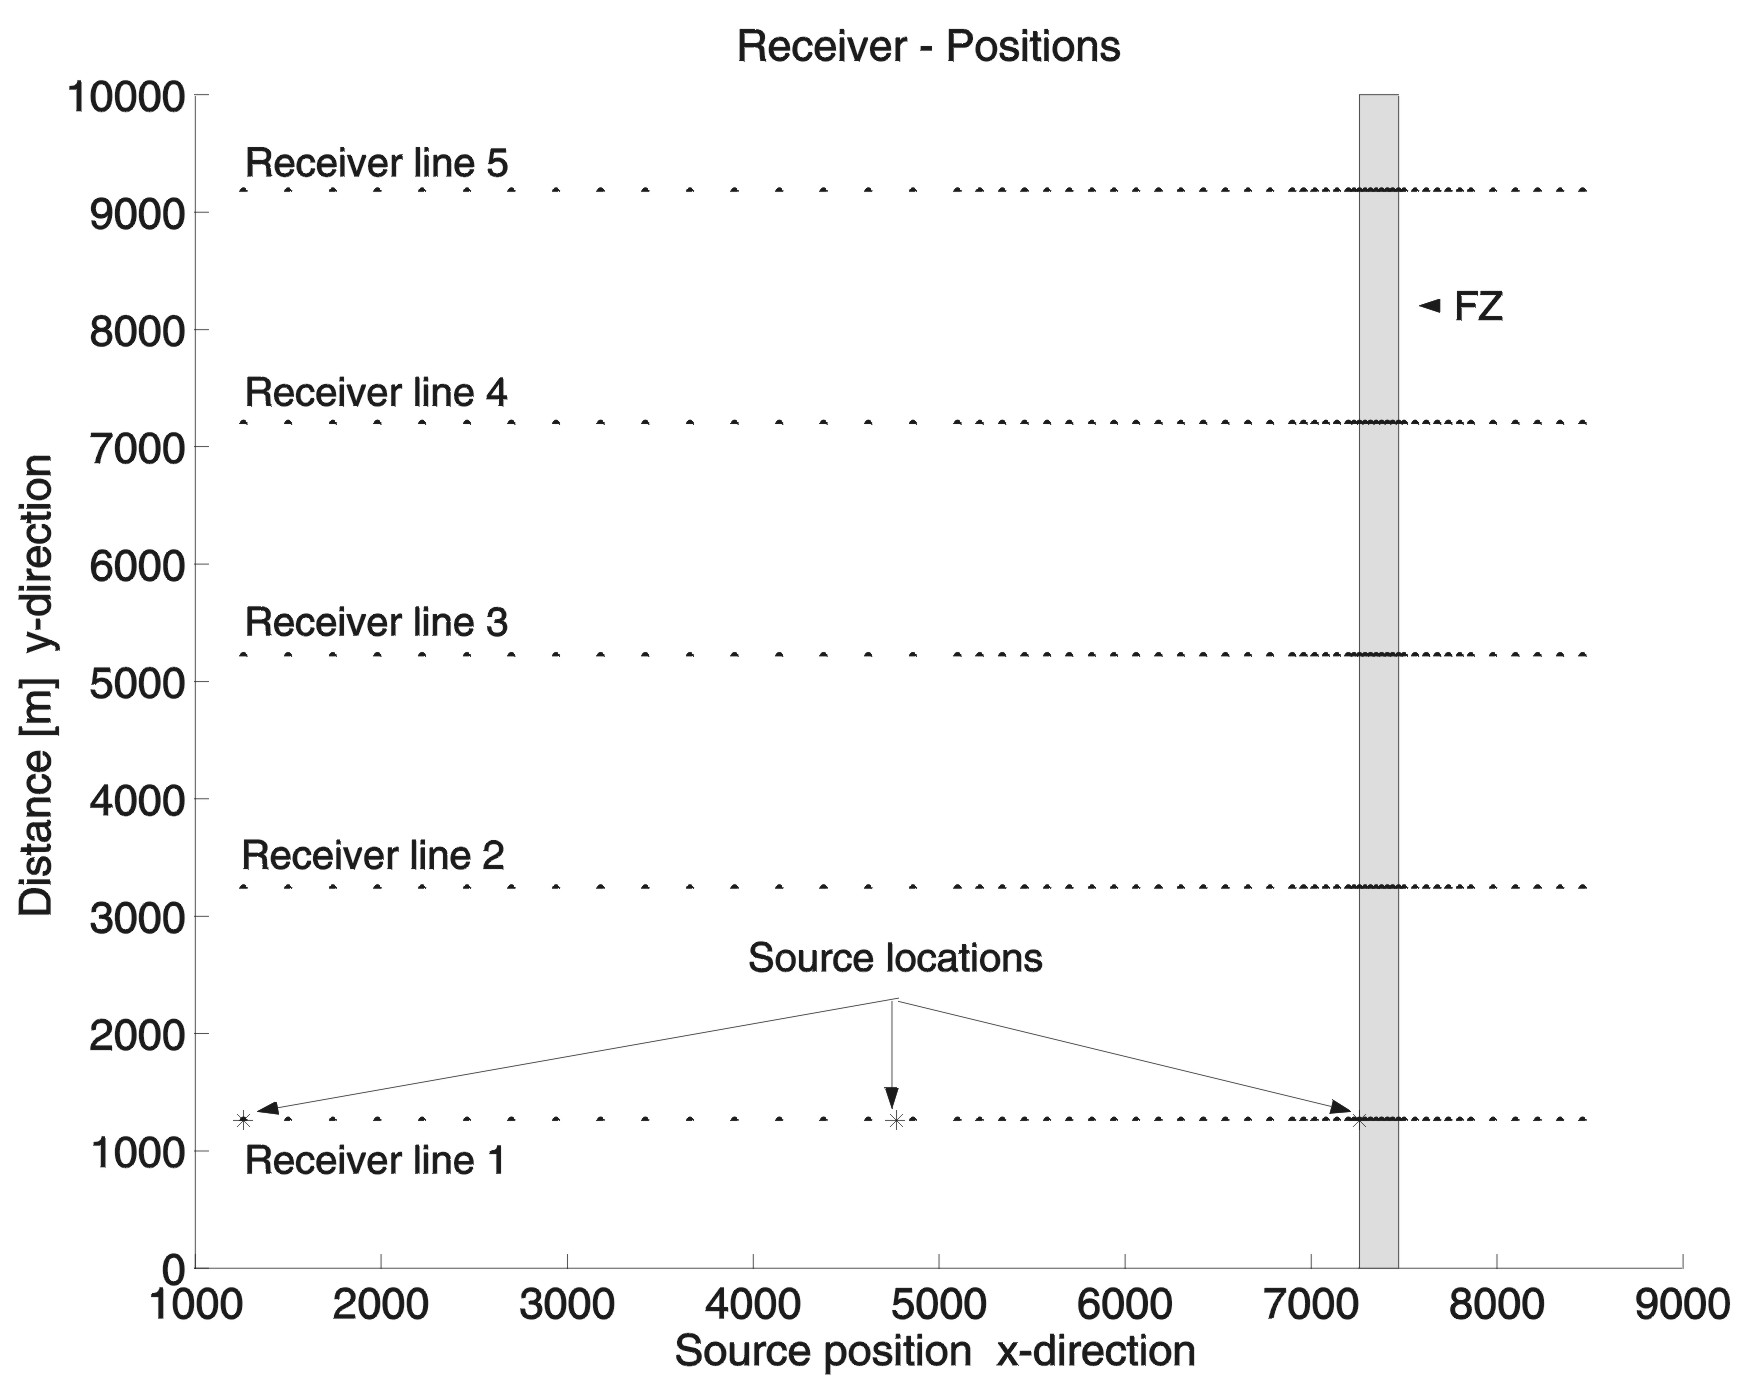 Receiver - Positions
10000
Receiver line 5
9000
FZ
8000
Receiver line 4
7000
6000
Receiver line 3
5000
4000
Receiver line 2
3000
Source locations
2000
1000
Receiver line 1
0
Distance [m] y-direction
1000 2000 3000 4000 5000 6000 7000 8000 9000
Source position x-direction